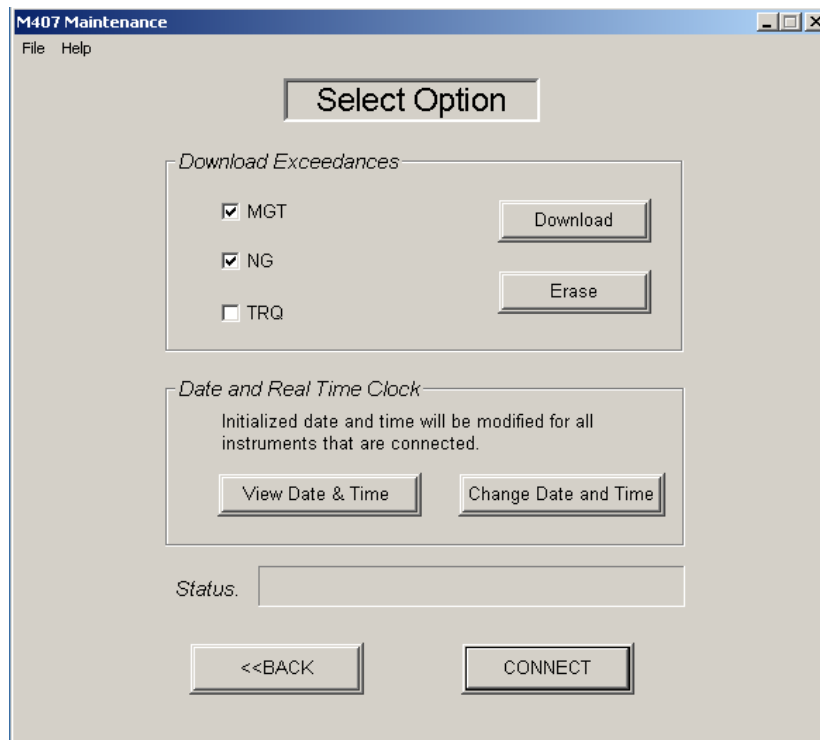 M407 Maintenance
File Help
Select Option
Download Exceedances
MGT
Download
NG
Erase
TRQ
Date and Real Time Clock
Initialized date and time will be modified for all
instruments that are connected.
View Date & Time
Change Date and Time
Status.
<<BACK
CONNECT